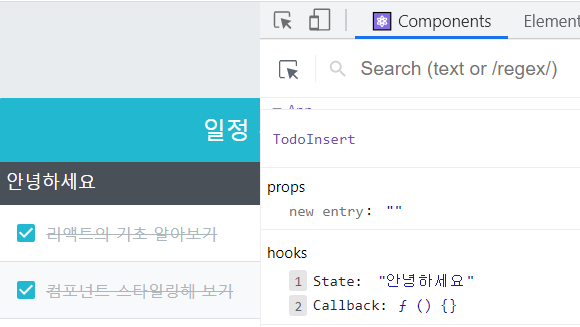 Components
Element
Search (text or /regex/)
App
일정
TodoInsert
안녕하세요
props
new entry: ""
리액트의 기초 알아보기
hooks
1 State: "안녕하세요"
컴포넌트 스타일링해 보기
2 Callback: ƒ () {}